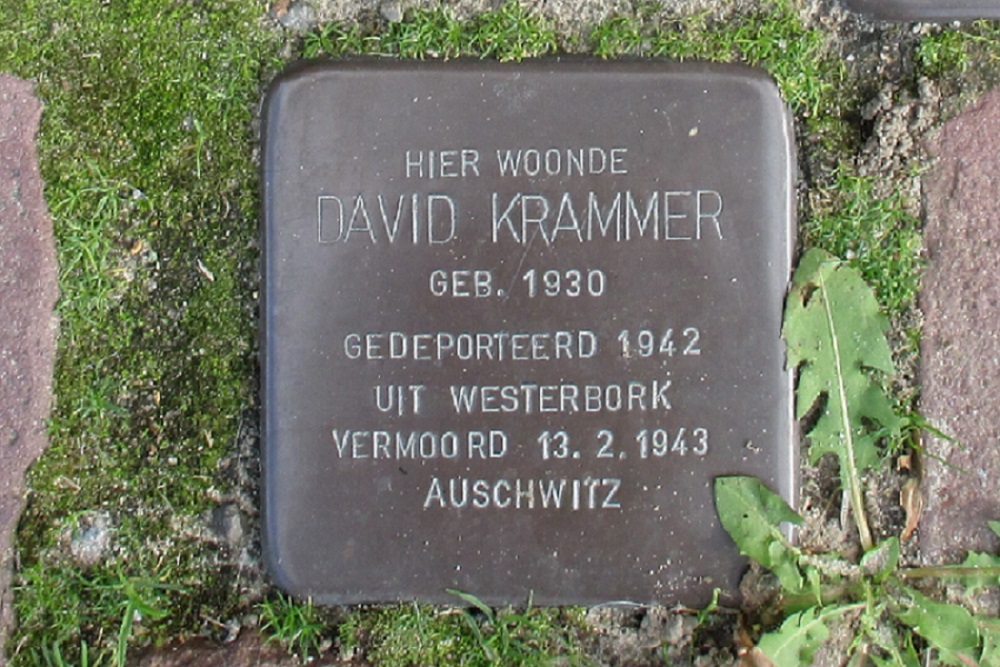 HIER WOONDE
DAVID KRAMMER
GEB. 1930
GEDEPORTEERD 1942
UIT WESTERBORK
VERMOORD 13.2.1943
AUSCHWITZ